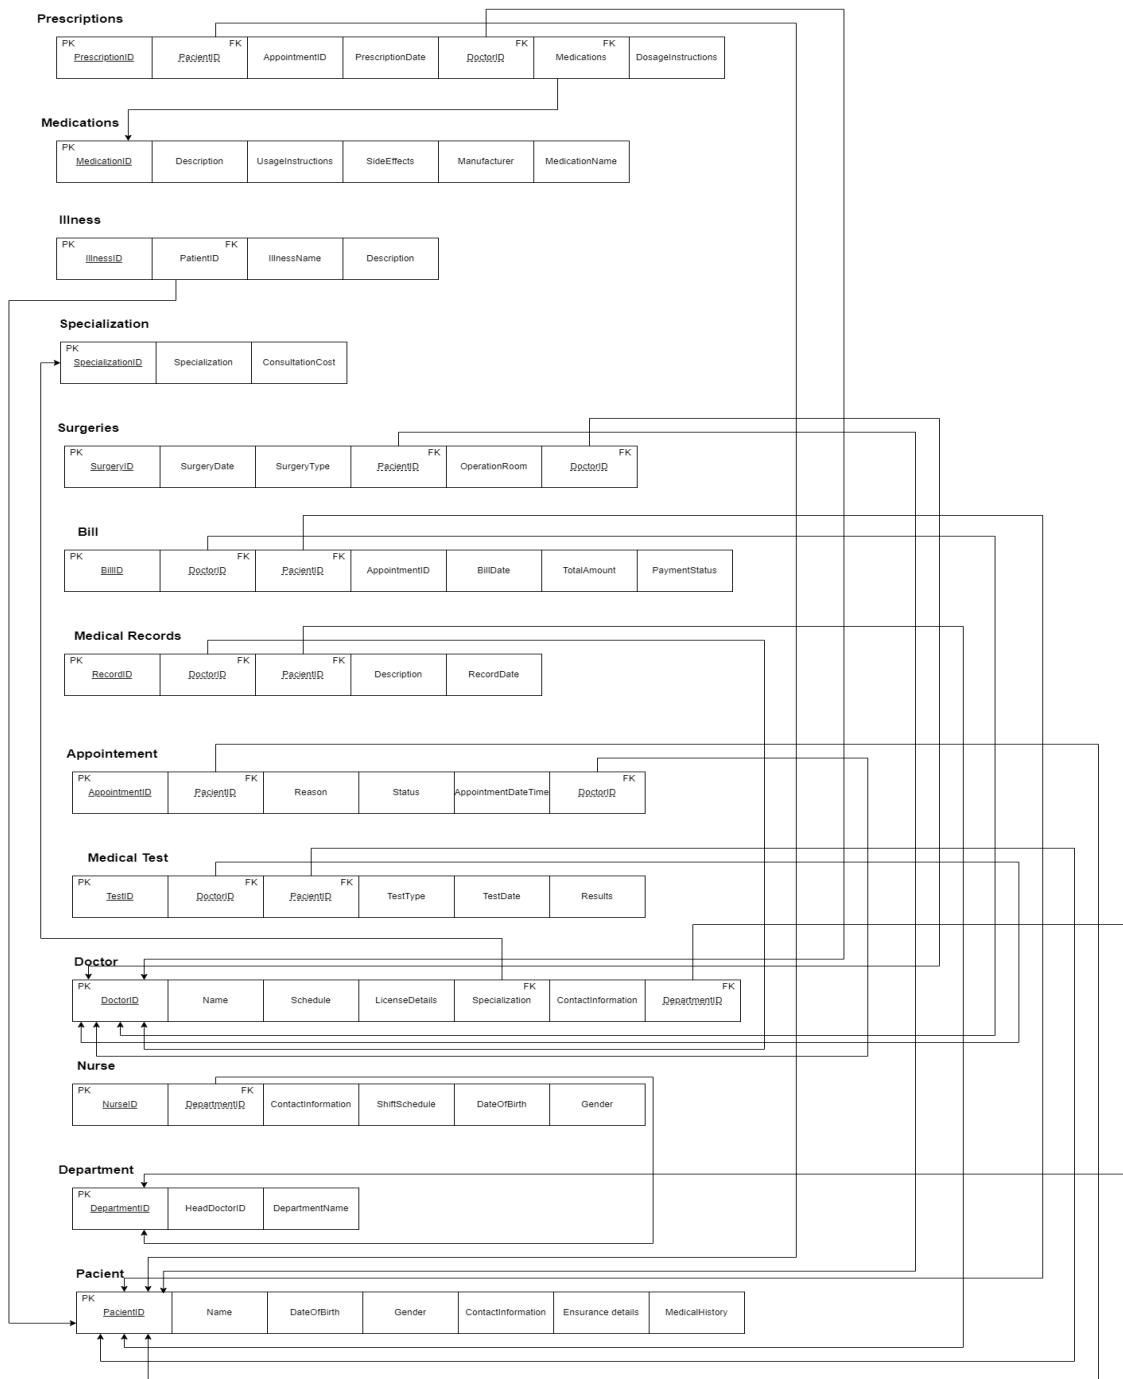 Prescriptions
PK FK FK FK
PrescriptionID PacientID AppointmentID PrescriptionDate DoctorID Medications DosageInstructions
Medications
PK
MedicationID Description UsageInstructions SideEffects Manufacturer MedicationName
Illness
PK FK
IllnessID PatientID IllnessName Description
Specialization
PK
SpecializationID Specialization ConsultationCost
Surgeries
PK FK FK
SurgeryID SurgeryDate SurgeryType PacientID OperationRoom DoctorID
Bill
PK FK FK
BillID DoctorID PacientID AppointmentID BillDate TotalAmount PaymentStatus
Medical Records
PK FK FK
RecordID DoctorID PacientID Description RecordDate
Appointement
PK FK FK
AppointmentID PacientID Reason Status AppointmentDateTime DoctorID
Medical Test
PK FK FK
TestID DoctorID PacientID TestType TestDate Results
Doctor
PK FK FK
DoctorID Name Schedule LicenseDetails Specialization ContactInformation DepartmentID
Nurse
PK FK
NurseID DepartmentID ContactInformation ShiftSchedule DateOfBirth Gender
Department
PK
DepartmentID HeadDoctorID DepartmentName
Pacient
PK
PacientID Name DateOfBirth Gender ContactInformation Ensurance details MedicalHistory